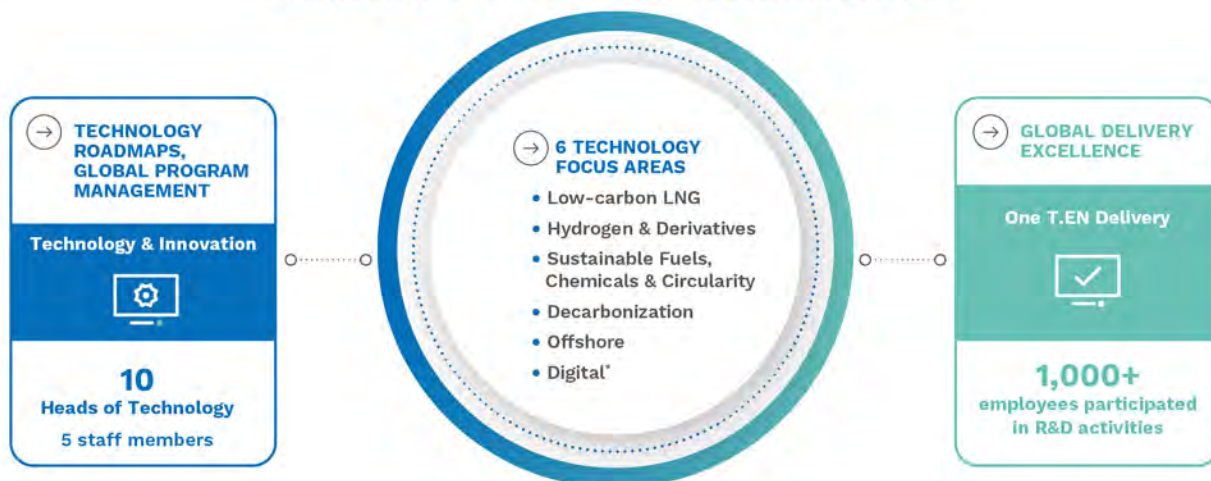 TECHNOLOGY
ROADMAPS,
GLOBAL PROGRAM
MANAGEMENT
Technology & Innovation
10
Heads of Technology
5 staff members
6 TECHNOLOGY
FOCUS AREAS
• Low-carbon LNG
• Hydrogen & Derivatives
• Sustainable Fuels,
Chemicals & Circularity
• Decarbonization
• Offshore
• Digital*
GLOBAL DELIVERY
EXCELLENCE
One T.EN Delivery
1,000+
employees participated
in R&D activities